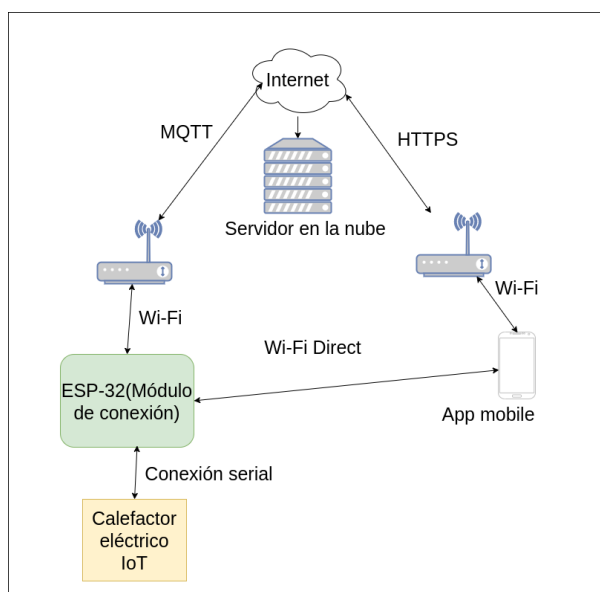 Internet
MQTT
HTTPS
Servidor en la nube
Wi-Fi
Wi-Fi
Wi-Fi Direct
ESP-32(Módulo
de conexión)
App mobile
Conexión serial
Calefactor
eléctrico
IoT